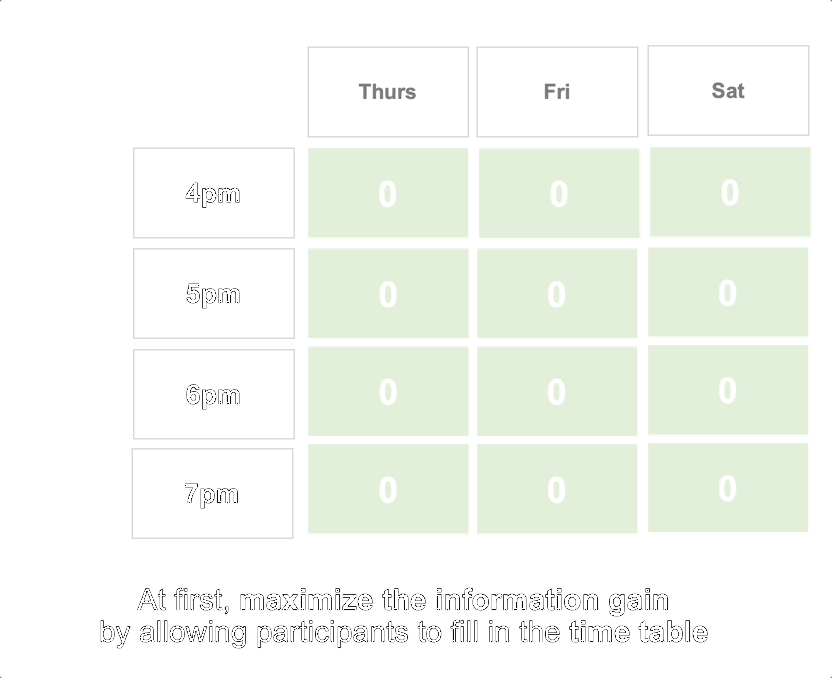 Thurs Fri Sat
4pm 0 0 0
5pm 0 0 0
6pm 0 0 0
7pm 0 0 0
At first, maximize the information gain
by allowing participants to fill in the time table